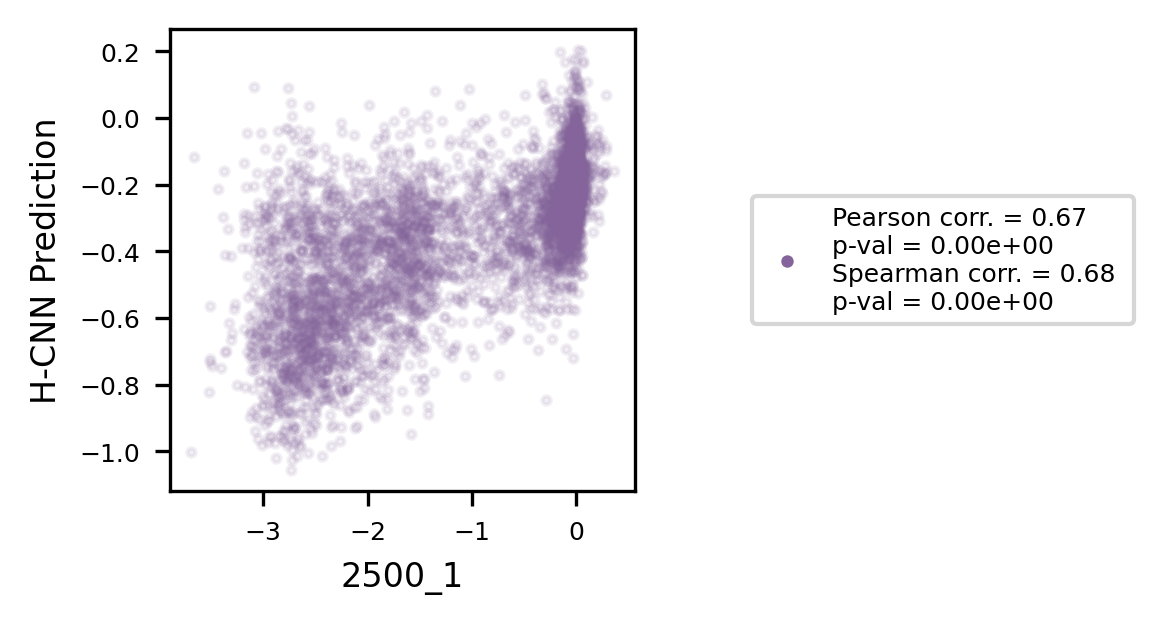 0.2
0.0
−0.2
−0.4
−0.6
−0.8
−1.0
H-CNN Prediction
−3
−2
−1
0
2500_1
Pearson corr. = 0.67
p-val = 0.00e+00
Spearman corr. = 0.68
p-val = 0.00e+00